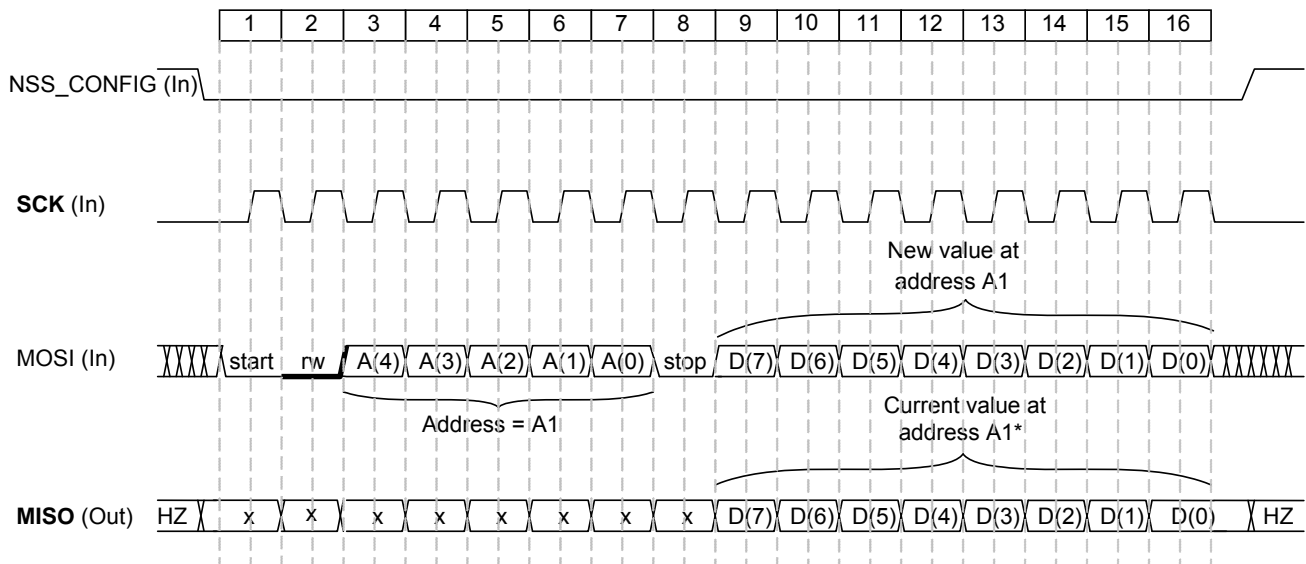 1 2 3 4 5 6 7 8 9 10 11 12 13 14 15 16
NSS_CONFIG (In)
SCK (In)
New value at
address A1
MOSI (In) start rw A(4) A(3) A(2) A(1) A(0) stop D(7) D(6) D(5) D(4) D(3) D(2) D(1) D(0)
Address = A1
Current value at
address A1*
MISO (Out) HZ x x x x x x x x D(7) D(6) D(5) D(4) D(3) D(2) D(1) D(0) HZ